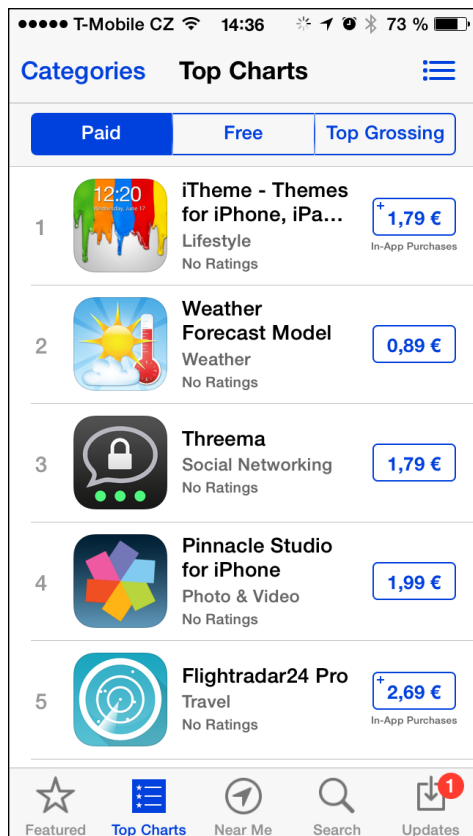 T-Mobile CZ 14:36 73 %
Categories Top Charts
Paid Free Top Grossing
12:20
Wednesday, June 17
1
iTheme - Themes
for iPhone, iPa...
Lifestyle
No Ratings
+ 1,79 €
In-App Purchases
2
Weather
Forecast Model
Weather
No Ratings
0,89 €
3
Threema
Social Networking
No Ratings
1,79 €
4
Pinnacle Studio
for iPhone
Photo & Video
No Ratings
1,99 €
5
Flightradar24 Pro
Travel
No Ratings
+ 2,69 €
In-App Purchases
1
Featured Top Charts Near Me Search Updates